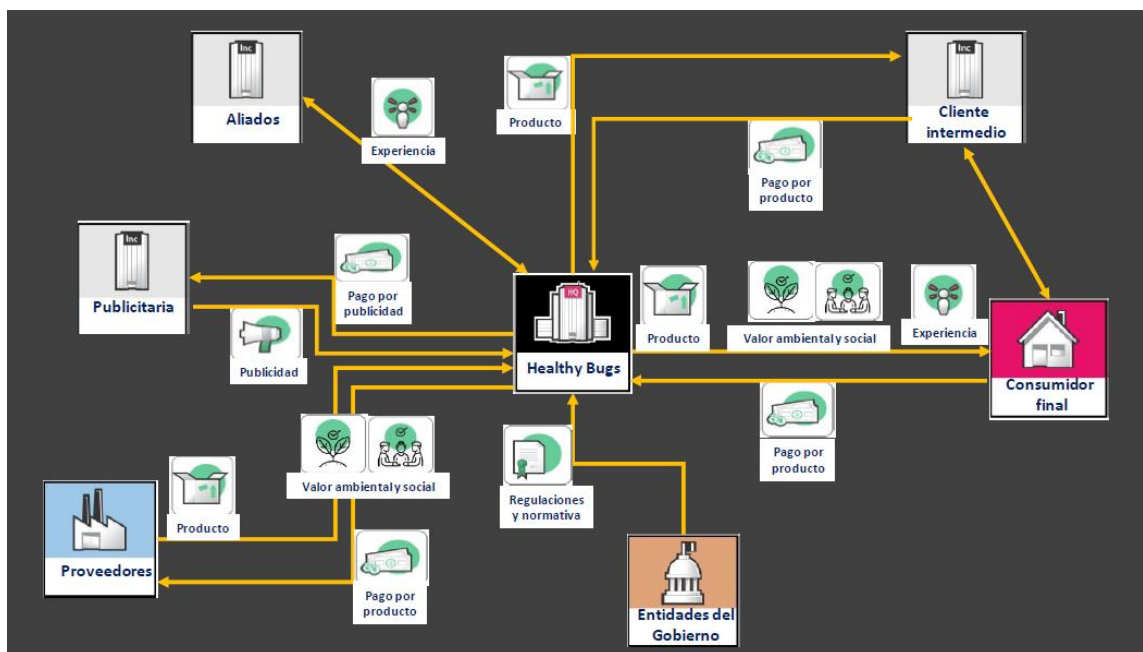 Inc
Aliados
Experiencia
Producto
Inc
Cliente
intermedio
Pago por
producto
Inc
Publicitaria
Pago por
publicidad
Publicidad
HQ
Healthy Bugs
Producto
Valor ambiental y social
Experiencia
Consumidor
final
Pago por
producto
Valor ambiental y social
Producto
Proveedores
Pago por
producto
Regulaciones
y normativa
Entidades del
Gobierno